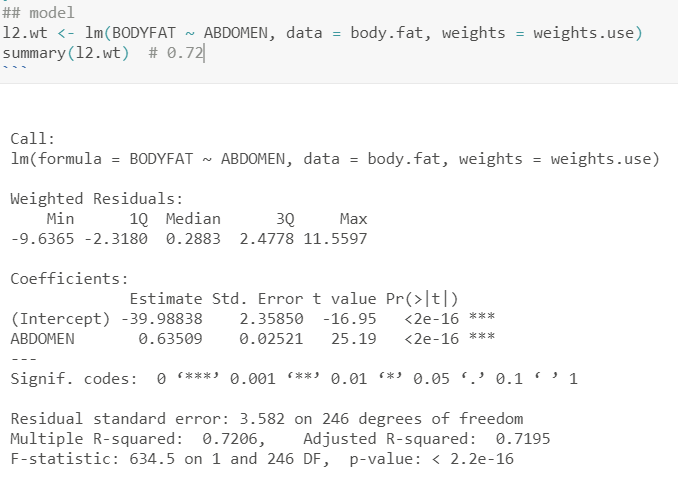 ## model
l2.wt <- lm(BODYFAT ~ ABDOMEN, data = body.fat, weights = weights.use)
summary(l2.wt)  # 0.72
```
Call:
lm(formula = BODYFAT ~ ABDOMEN, data = body.fat, weights = weights.use)
Weighted Residuals:
    Min      1Q  Median      3Q     Max
-9.6365 -2.3180  0.2883  2.4778 11.5597
Coefficients:
             Estimate Std. Error t value Pr(>|t|)
(Intercept) -39.98838    2.35850  -16.95   <2e-16 ***
ABDOMEN       0.63509    0.02521   25.19   <2e-16 ***
---
Signif. codes:  0 ‘***’ 0.001 ‘**’ 0.01 ‘*’ 0.05 ‘.’ 0.1 ‘ ’ 1
Residual standard error: 3.582 on 246 degrees of freedom
Multiple R-squared:  0.7206,    Adjusted R-squared:  0.7195
F-statistic: 634.5 on 1 and 246 DF,  p-value: < 2.2e-16